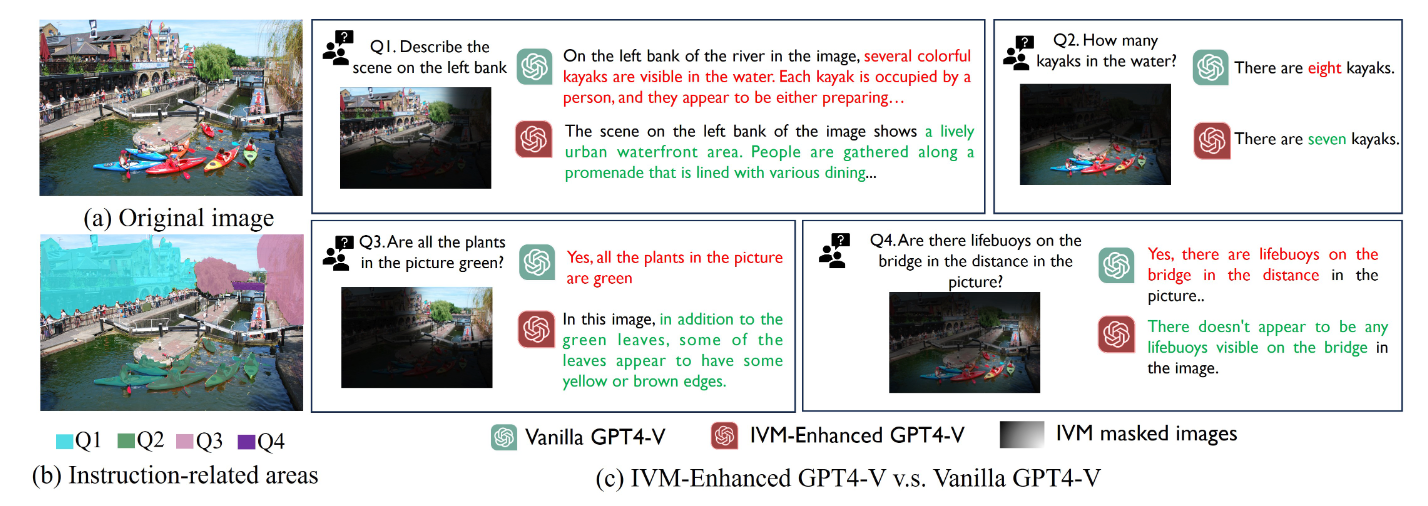 Q1. Describe the
scene on the left bank
On the left bank of the river in the image, several colorful
kayaks are visible in the water. Each kayak is occupied by a
person, and they appear to be either preparing…
The scene on the left bank of the image shows a lively
urban waterfront area. People are gathered along a
promenade that is lined with various dining...
Q2. How many
kayaks in the water?
There are eight kayaks.
There are seven kayaks.
(a) Original image
Q3. Are all the plants
in the picture green?
Yes, all the plants in the picture
are green
In this image, in addition to the
green leaves, some of the
leaves appear to have some
yellow or brown edges.
Q4. Are there lifebuoys on the
bridge in the distance in the
picture?
Yes, there are lifebuoys on the
bridge in the distance in the
picture..
There doesn't appear to be any
lifebuoys visible on the bridge in
the image.
Q1 Q2 Q3 Q4
(b) Instruction-related areas
Vanilla GPT4-V IVM-Enhanced GPT4-V IVM masked images
(c) IVM-Enhanced GPT4-V v.s. Vanilla GPT4-V